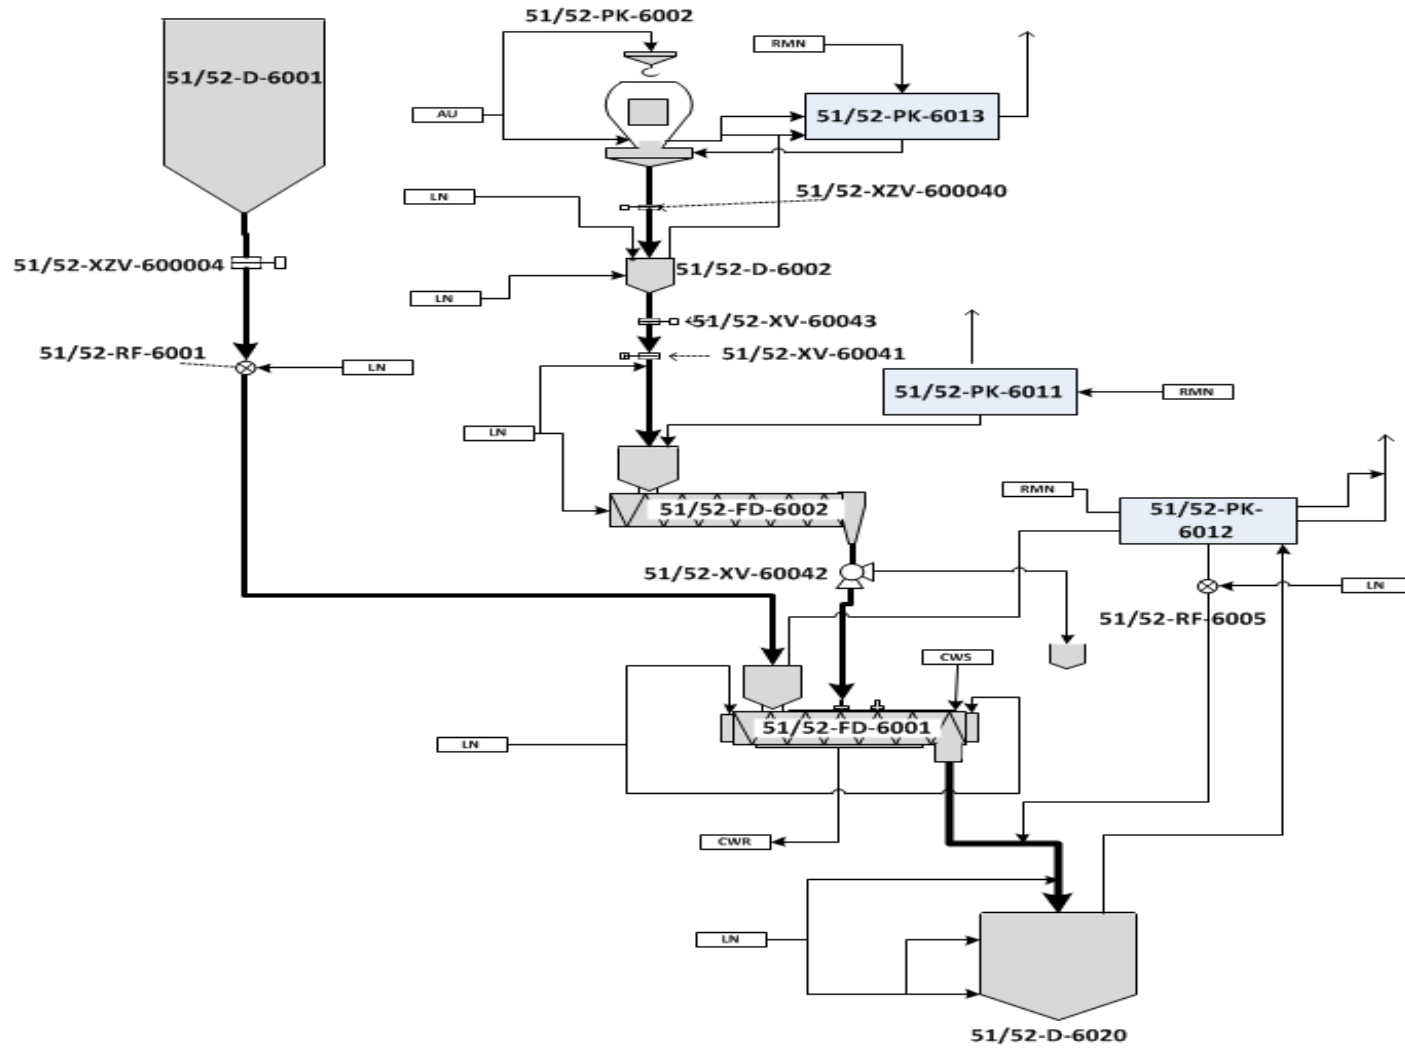 51/52-PK-6002
RMN
51/52-D-6001
AU
51/52-PK-6013
LN
51/52-XZV-600040
51/52-XZV-600004
51/52-D-6002
LN
51/52-XV-60043
51/52-RF-6001
51/52-XV-60041
LN
51/52-PK-6011
RMN
LN
RMN
51/52-FD-6002
51/52-PK-
6012
51/52-XV-60042
LN
51/52-RF-6005
CWS
51/52-FD-6001
LN
CWR
LN
51/52-D-6020